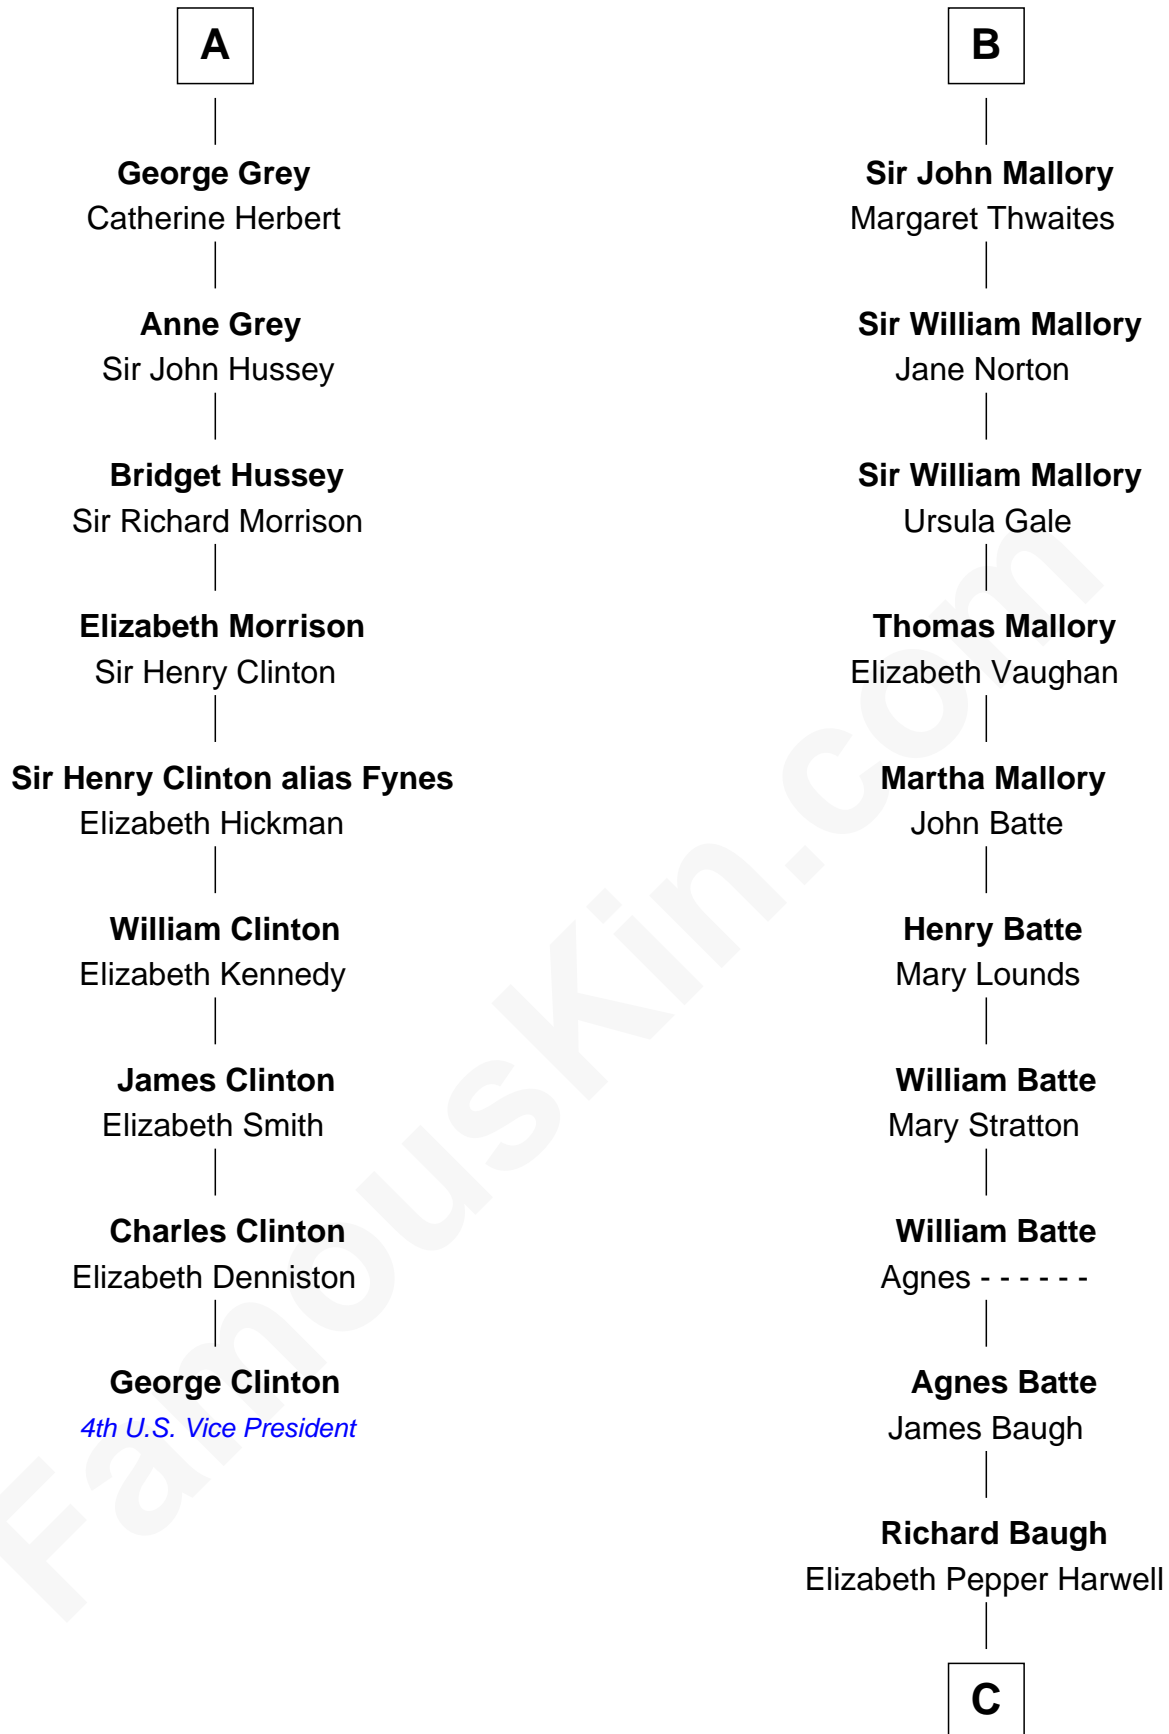 A
George Grey
Catherine Herbert
Anne Grey
Sir John Hussey
Bridget Hussey
Sir Richard Morrison
Elizabeth Morrison
Sir Henry Clinton
Sir Henry Clinton alias Fynes
Elizabeth Hickman
William Clinton
Elizabeth Kennedy
James Clinton
Elizabeth Smith
Charles Clinton
Elizabeth Denniston
George Clinton
4th U.S. Vice President
B
Sir John Mallory
Margaret Thwaites
Sir William Mallory
Jane Norton
Sir William Mallory
Ursula Gale
Thomas Mallory
Elizabeth Vaughan
Martha Mallory
John Batte
Henry Batte
Mary Lounds
William Batte
Mary Stratton
William Batte
Agnes - - - - - -
Agnes Batte
James Baugh
Richard Baugh
Elizabeth Pepper Harwell
C
FamousKin.com